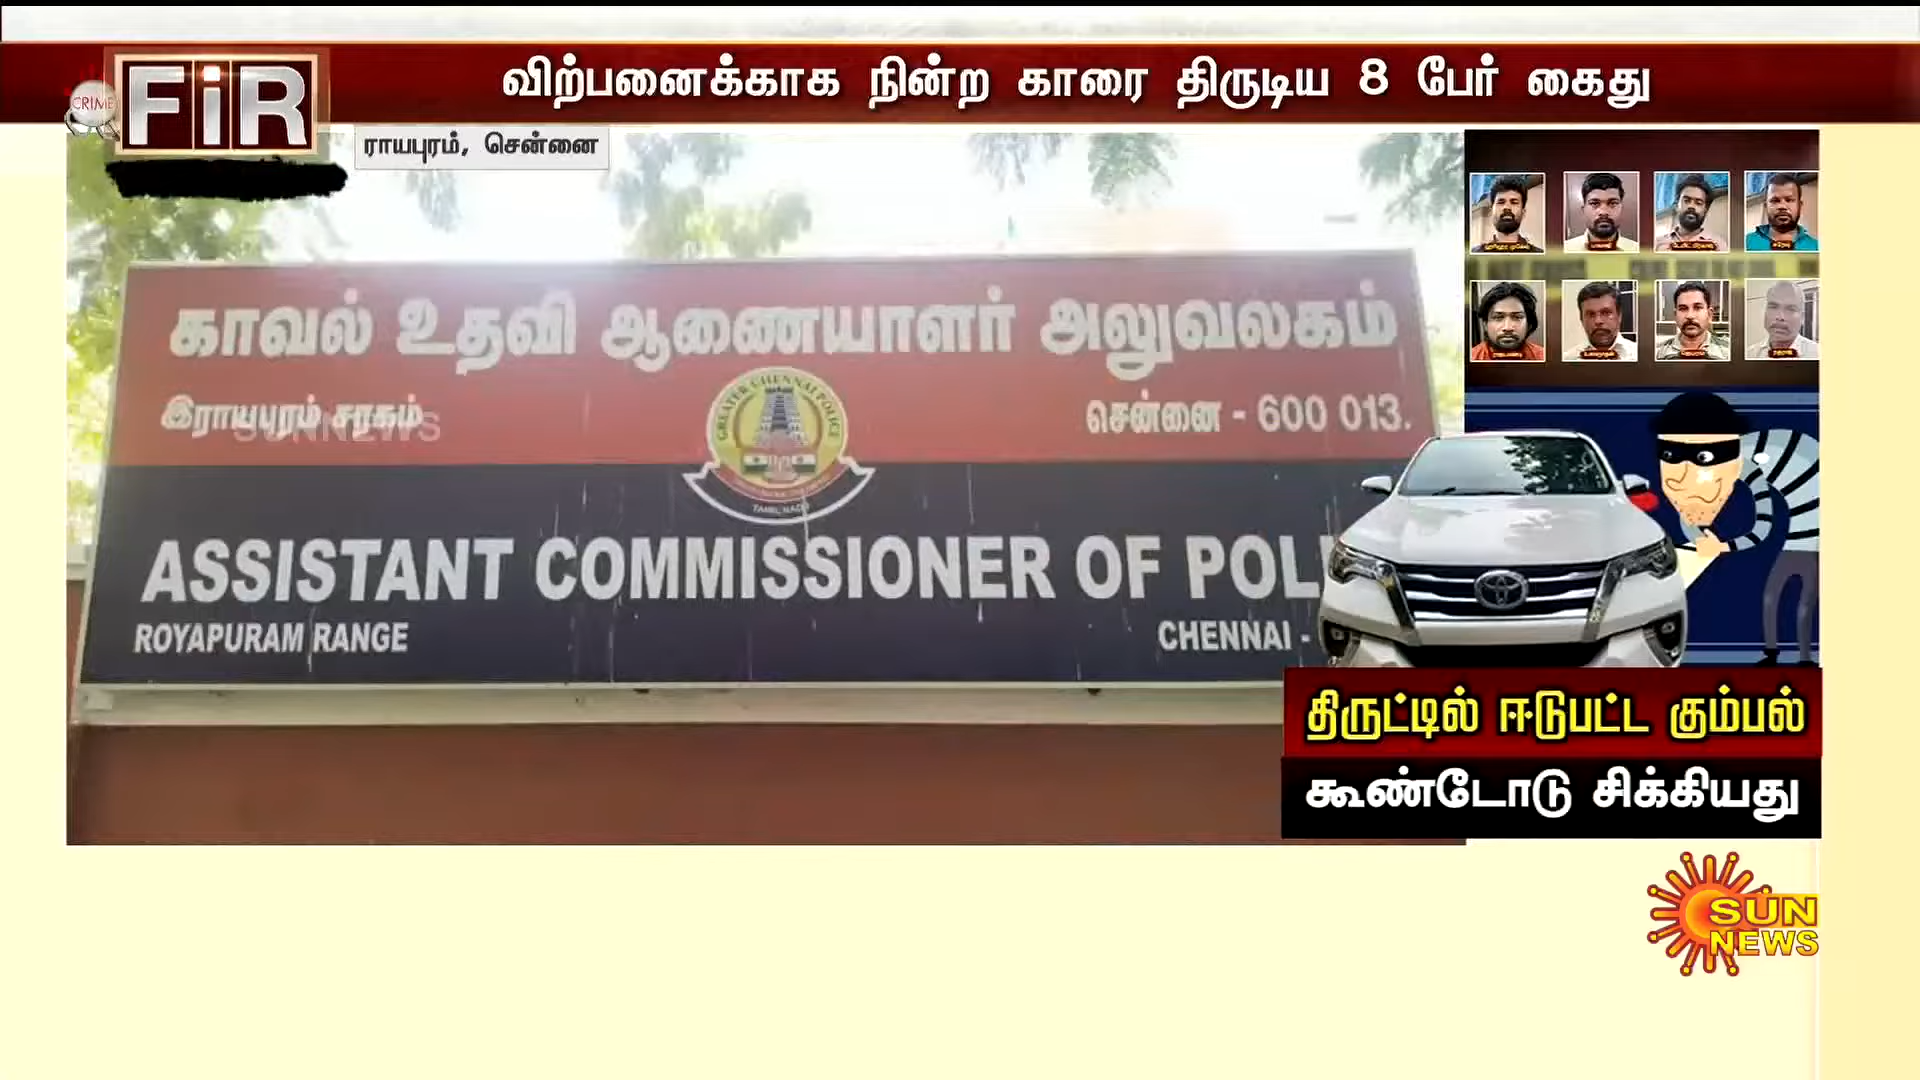 விற்பனைக்காக நின்ற காரை திருடிய 8 பேர் கைது
CRIME
FiR
ராயபுரம், சென்னை
காவல் உதவி ஆணையாளர் அலுவலகம்
இராயபுரம் சரகம்
சென்னை - 600 013.
SUNNEWS
GREATER CHENNAI POLICE
TAMIL NADU
ASSISTANT COMMISSIONER OF POL
ROYAPURAM RANGE
CHENNAI -
திருட்டில் ஈடுபட்ட கும்பல்
கூண்டோடு சிக்கியது
SUN
NEWS